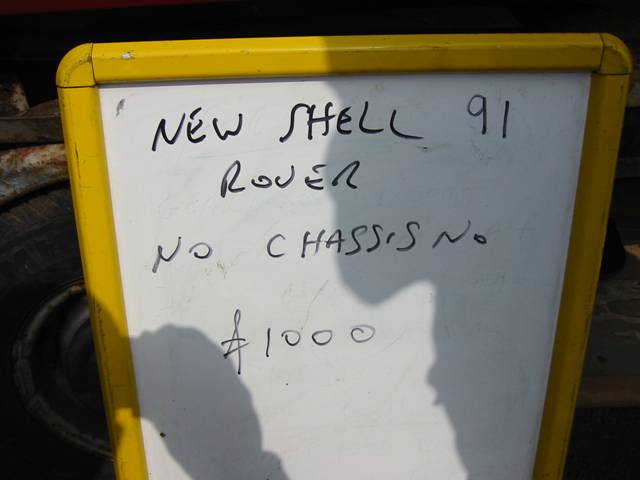 NEW SHELL 91
ROVER
NO CHASSIS No
£1000